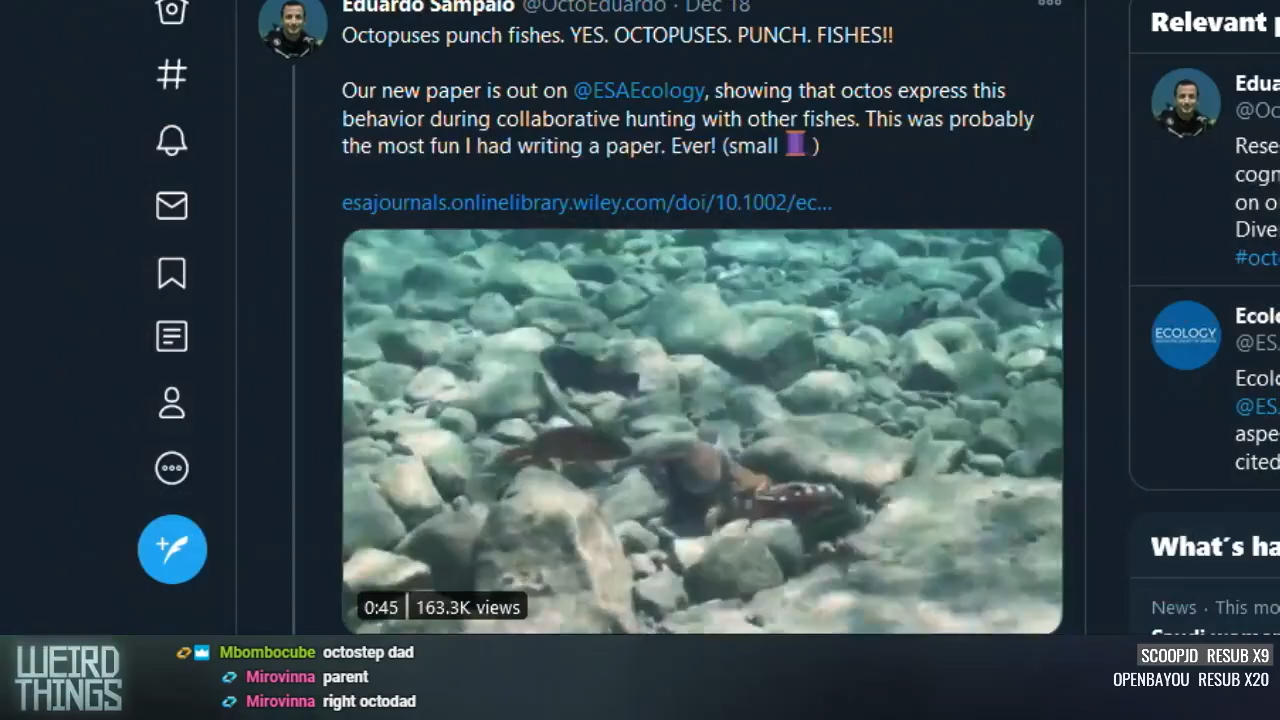 Eduardo Sampaio @OctoEduardo · Dec 18
Octopuses punch fishes. YES. OCTOPUSES. PUNCH. FISHES!!
Our new paper is out on @ESAEcology, showing that octos express this
behavior during collaborative hunting with other fishes. This was probably
the most fun I had writing a paper. Ever! (small 🧵)
esajournals.onlinelibrary.wiley.com/doi/10.1002/ec...
0:45 163.3K views
Relevant p
Edua
@Oc
Rese
cogn
on o
Dive
#oct
ECOLOGY
Ecolo
@ES
Ecolo
@ES
aspe
cited
What's ha
News · This mo
WEIRD
THINGS
Mbombocube octostep dad
Mirovinna parent
Mirovinna right octodad
SCOOPJD RESUB X9
OPENBAYOU RESUB X20